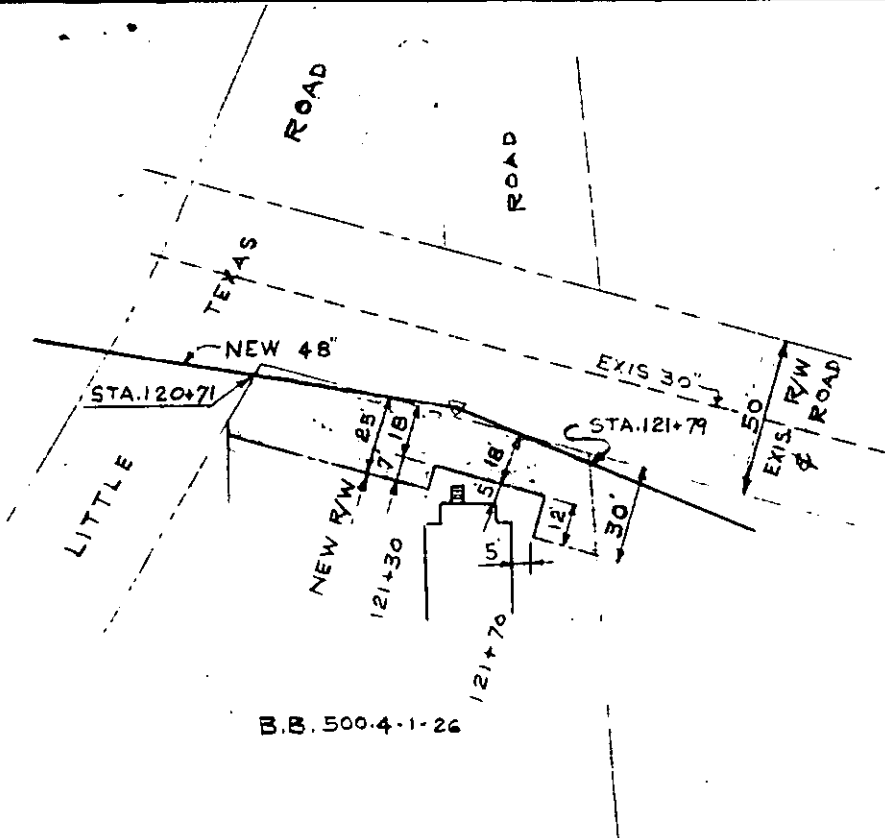 ROAD
ROAD
TEXAS
NEW 48"
EXIS 30"
50'
EXIS. R/W
& ROAD
STA. 120+71
STA. 121+79
25'
18'
7'
18'
5'
12'
30'
5'
LITTLE
NEW R/W
121+30
121+70
B.B. 500-4-1-26